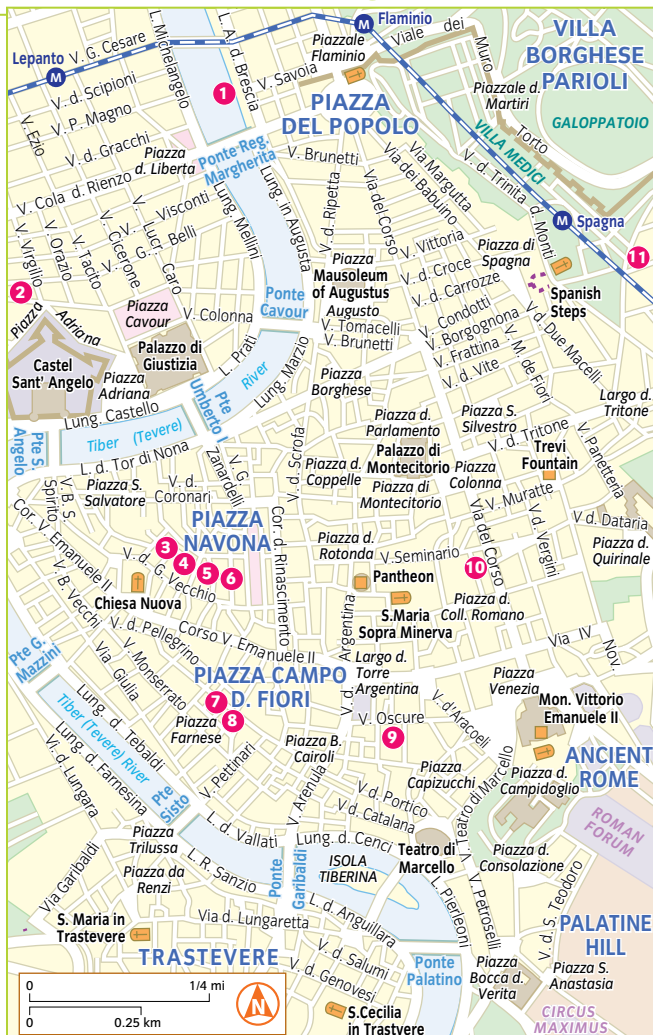 Flaminio
M
Lepanto
M
V. G. Cesare
L. Michelangelo
L. A. d. Brescia
Piazzale
Flaminio
Viale dei
Muro
Torto
VILLA
BORGHESE
PARIOLI
V. d. Scipioni
1
V. Savoia
Piazzale d.
Martiri
GALOPPATOIO
V. Ezio
V. P. Magno
PIAZZA
DEL POPOLO
VILLA MEDICI
V. d. Gracchi
Piazza
d. Liberta
Ponte Reg.
Margherita
V. Brunetti
Via Margutta
Via dei Babuino
V. d. Trinita d. Monti
V. Cola d. Rienzo
V. Visconti
Lung. Mellini
Lung. in Augusta
V. d. Ripetta
Via del Corso
M
Spagna
V. Virgilio
V. Orazio
V. Tacito
V. Cicerone
V. Lucr. Caro
V. G. Belli
V. Vittoria
Piazza di
Spagna
11
2
Piazza
Mausoleum
of Augustus
Augusto
V. d. Croce
V. d. Carrozze
Spanish
Steps
Piazza
Adriana
Piazza
Cavour
Ponte
Cavour
V. Condotti
V. Colonna
V. Tomacelli
V. Brunetti
V. Borgognona
V. Frattina
V. d. Vite
V. M. de Fiori
V. d. Due Macelli
Castel
Sant' Angelo
Palazzo di
Giustizia
L. Prati
River
Lung. Marzio
Piazza
Adriana
Piazza
Borghese
Largo d.
Tritone
Lung. Castello
Pte
Umberto I
Piazza d.
Parlamento
Piazza S.
Silvestro
V. d. Tritone
Pte S.
Angelo
Tiber (Tevere)
L. d. Tor di Nona
V. G.
Zanardelli
V. d. Scrofa
Palazzo di
Montecitorio
Trevi
Fountain
V. Panetteria
Piazza S.
Salvatore
V. d.
Coronari
Piazza d.
Coppelle
Piazza di
Montecitorio
Piazza
Colonna
V. B. S.
Spirito
V. Muratte
V. d. Dataria
Cor. V. Emanuele II
PIAZZA
NAVONA
Cor. d. Rinascimento
Piazza d.
Rotonda
Via del Corso
V. d. Vergini
Piazza d.
Quirinale
3
4
5
6
V. Seminario
10
V. d. G. Vecchio
Pantheon
Chiesa Nuova
V. B. Vecchi
S.Maria
Sopra Minerva
Piazza d.
Coll. Romano
Corso V. Emanuele II
V. d. Argentina
Via IV
Nov.
Pte G.
Mazzini
V. d. Pellegrino
V. Monserrato
Via Giulia
PIAZZA CAMPO
D. FIORI
Largo d.
Torre
Argentina
Piazza
Venezia
Mon. Vittorio
Emanuele II
7
8
V. Oscure
V. d'Aracoeli
Tiber (Tevere) River
Lung. d. Tebaldi
Piazza
Farnese
9
Lung. d. Farnesina
Vl. d. Lungara
Piazza B.
Cairoli
Piazza
Capizucchi
V. Teatro di Marcello
ANCIENT
ROME
Piazza d.
Campidoglio
V. Pettinari
V. Arenula
V. d. Portico
V. d. Catalana
ROMAN
FORUM
Pte
Sisto
L. d. Vallati
Lung. d. Cenci
Teatro di
Marcello
Piazza
d.
Consolazione
Piazza
Trilussa
Via Garibaldi
Ponte
Garibaldi
ISOLA
TIBERINA
L. Pierleoni
V. Petroselli
V. d. S. Teodoro
Piazza da
Renzi
L. R. Sanzio
L. d. Anguillara
S. Maria in
Trastevere
Via d. Lungaretta
PALATINE
HILL
TRASTEVERE
V. d. Salumi
V. d. Genovesi
Ponte
Palatino
Piazza
Bocca d.
Verita
Piazza S.
Anastasia
0
1/4 mi
0
0.25 km
N
S.Cecilia
in Trastvere
CIRCUS
MAXIMUS